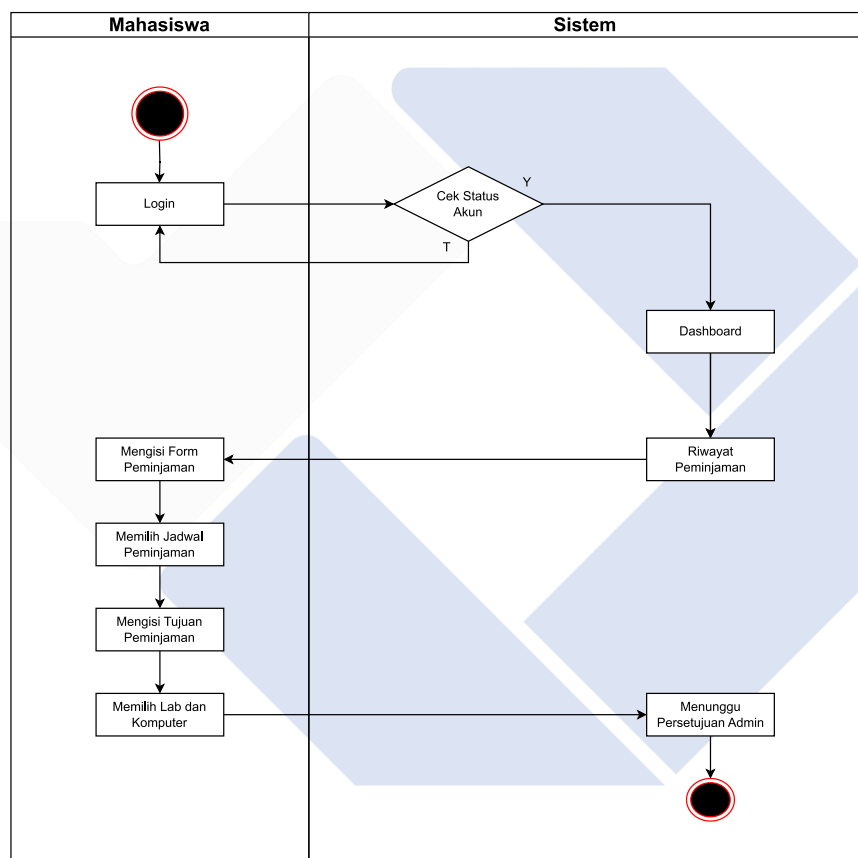 Mahasiswa
Sistem
Login
Cek Status
Akun
Y
T
Dashboard
Mengisi Form
Peminjaman
Riwayat
Peminjaman
Memilih Jadwal
Peminjaman
Mengisi Tujuan
Peminjaman
Memilih Lab dan
Komputer
Menunggu
Persetujuan Admin